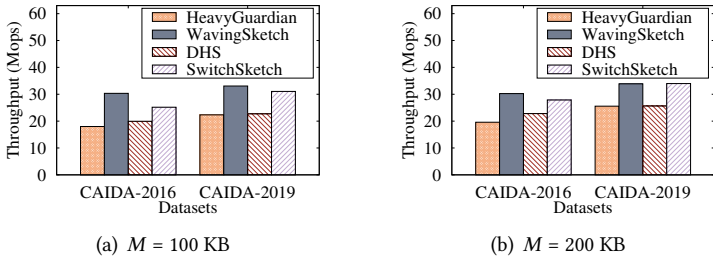 Throughput (Mops)
60
50
40
30
20
10
0
HeavyGuardian
WavingSketch
DHS
SwitchSketch
CAIDA-2016 CAIDA-2019
Datasets
(a) M = 100 KB
Throughput (Mops)
60
50
40
30
20
10
0
HeavyGuardian
WavingSketch
DHS
SwitchSketch
CAIDA-2016 CAIDA-2019
Datasets
(b) M = 200 KB